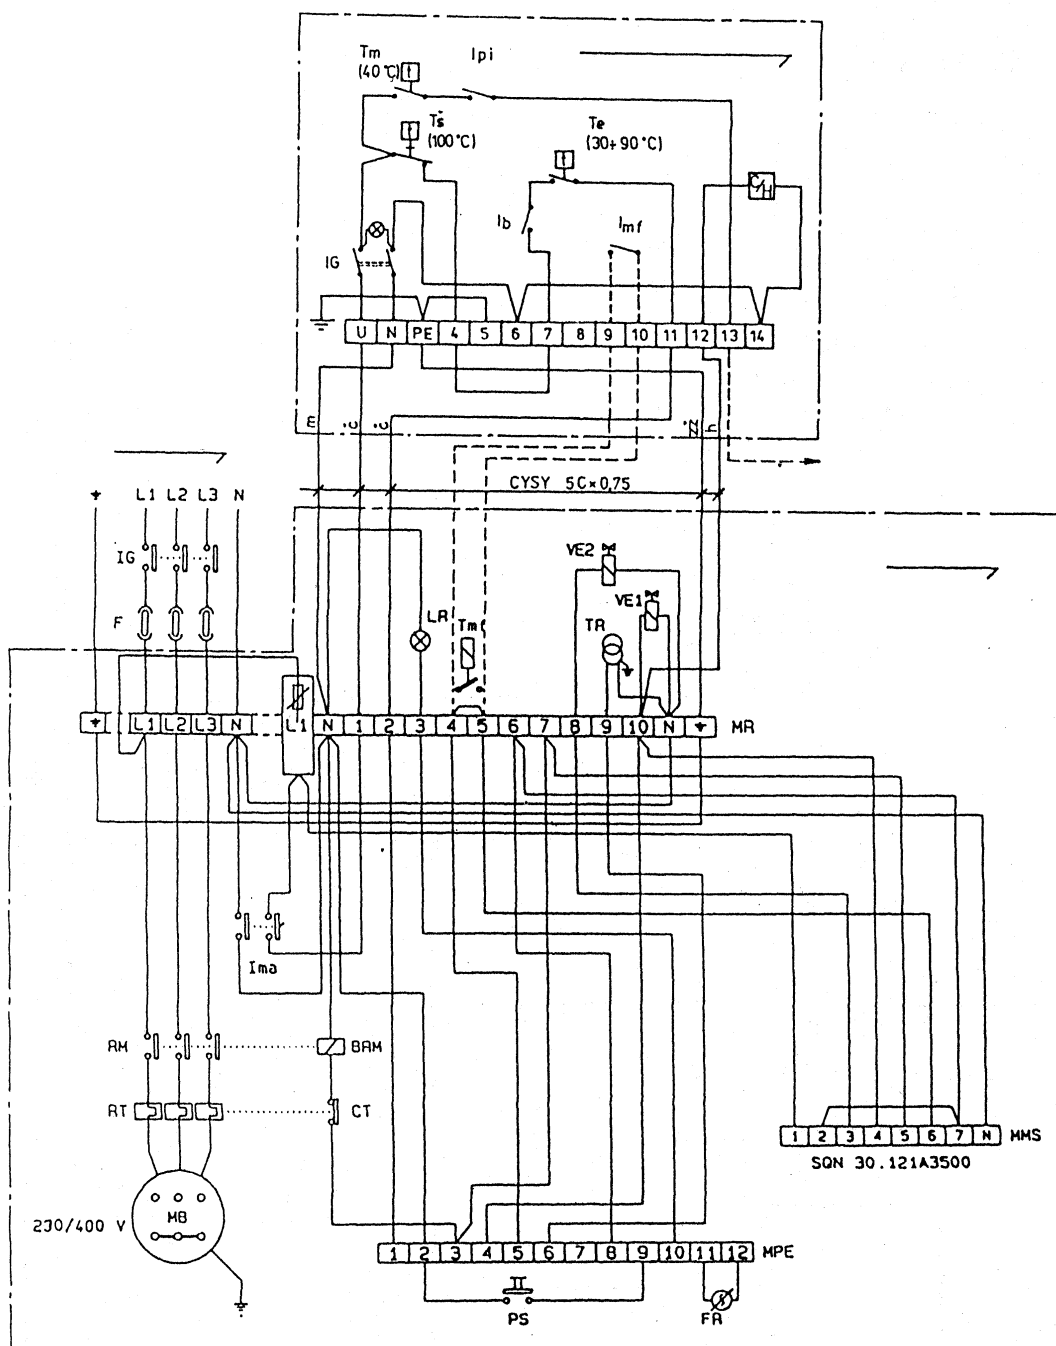 Tm Ipi
(40°C)
Ts
(100°C)
Te
(30÷90°C)
C/H
Ib
Imf
IG
U N PE 4 5 6 7 8 9 10 11 12 13 14
m
h
CYSY 5C×0,75
L1 L2 L3 N
IG
F
VE2
VE1
TR
LR
Tmf
L1 L2 L3 N L1 N 1 2 3 4 5 6 7 8 9 10 N MR
Ima
RM BRM
RT CT
1 2 3 4 5 6 7 N MMS
SQN 30.121A3500
MB
230/400 V
1 2 3 4 5 6 7 8 9 10 11 12 MPE
PS
FR